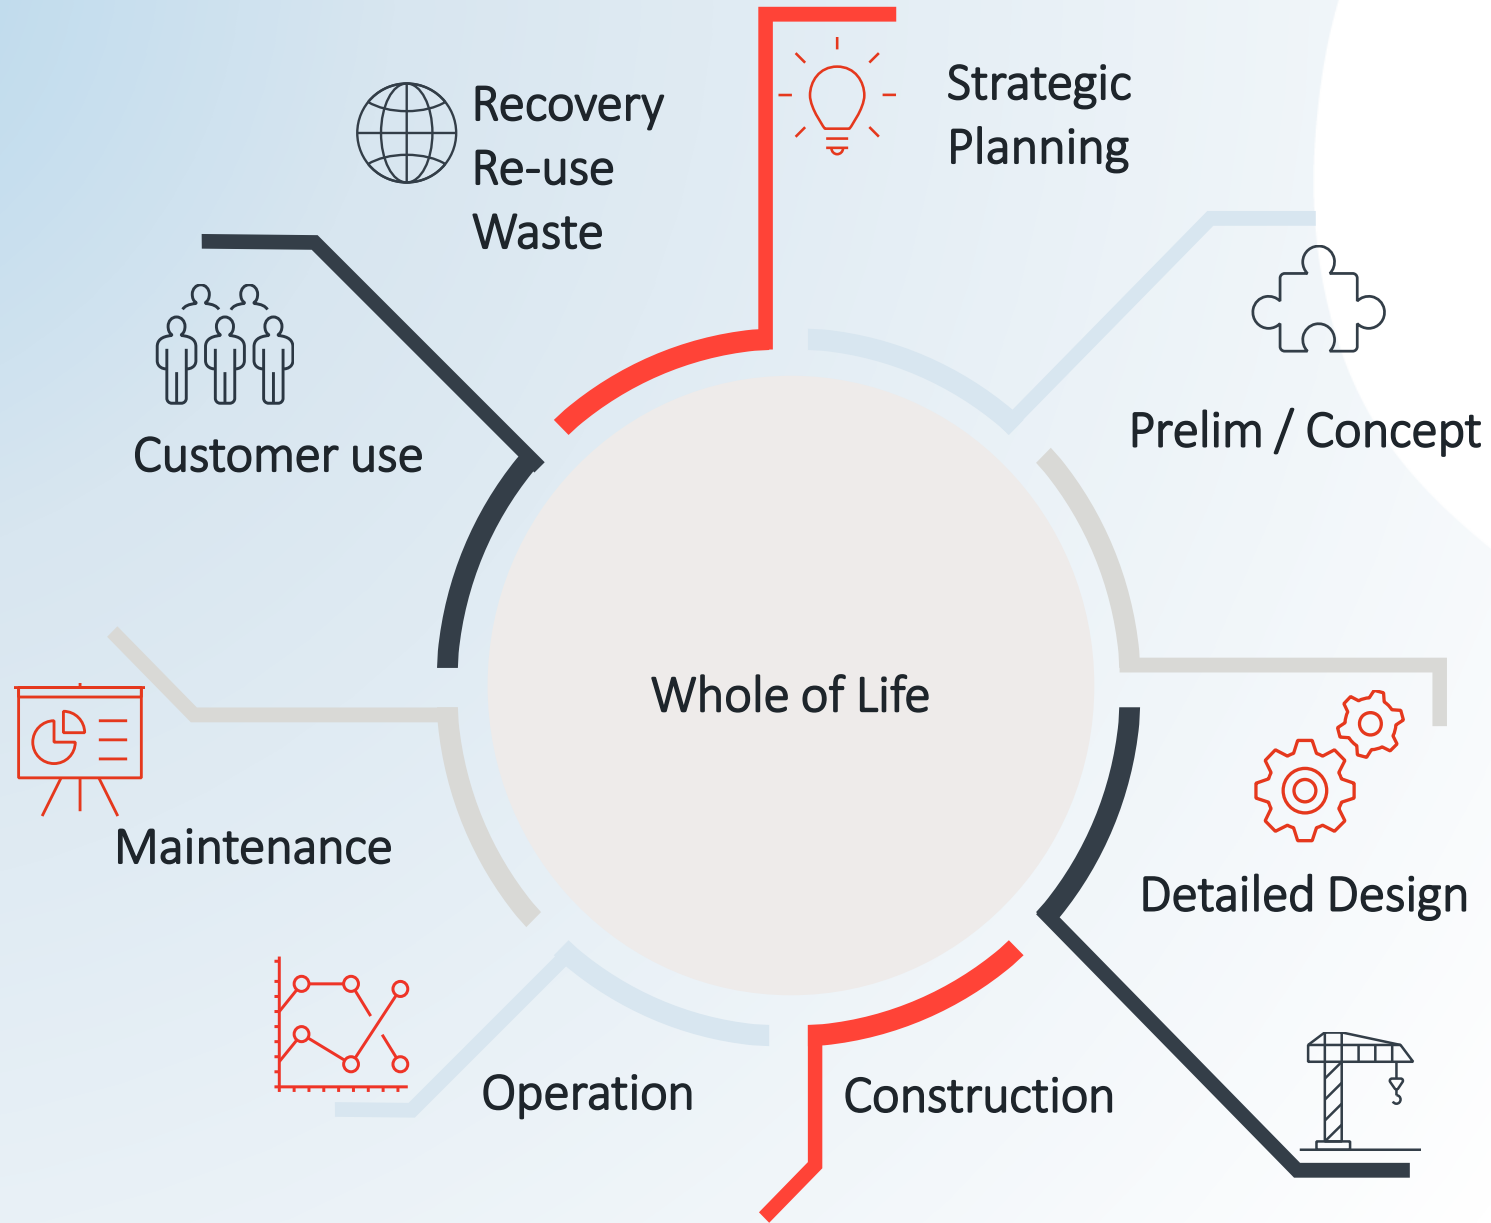 Strategic
Planning
Prelim / Concept
Detailed Design
Construction
Operation
Maintenance
Customer use
Recovery
Re-use
Waste
Whole of Life